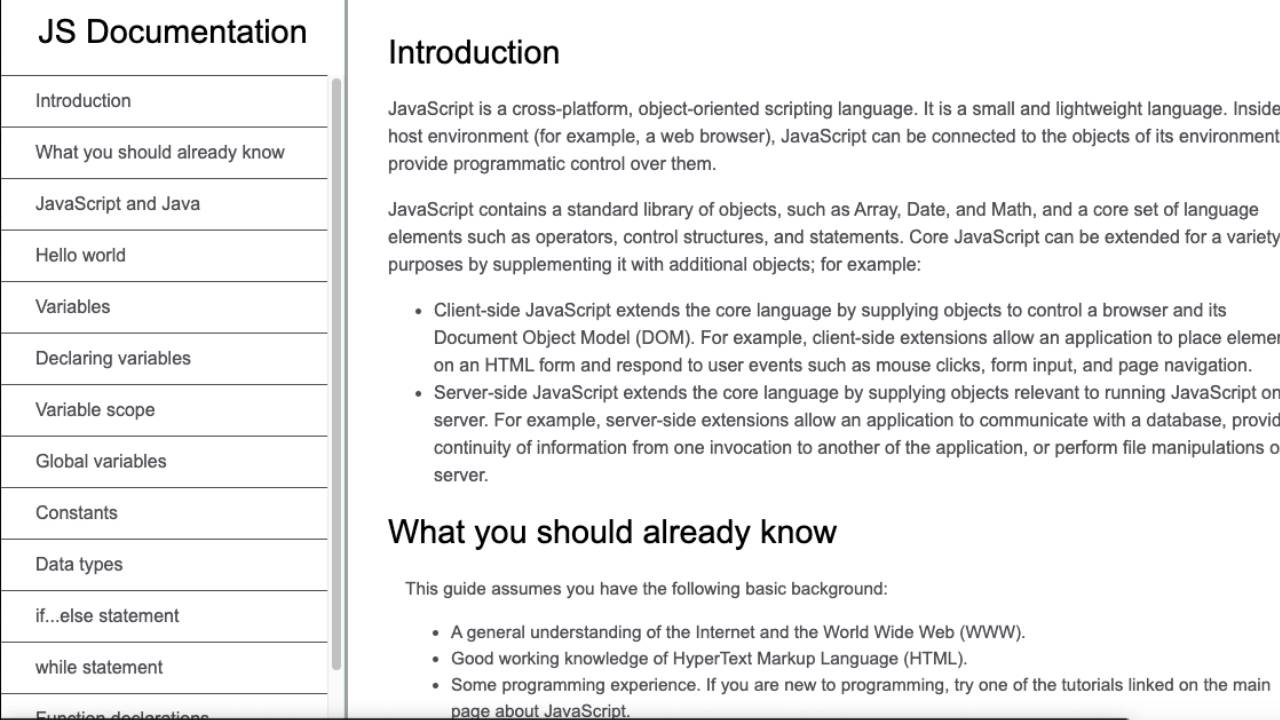 JS Documentation
Introduction
What you should already know
JavaScript and Java
Hello world
Variables
Declaring variables
Variable scope
Global variables
Constants
Data types
if...else statement
while statement
Function declarations
Introduction
JavaScript is a cross-platform, object-oriented scripting language. It is a small and lightweight language. Inside
host environment (for example, a web browser), JavaScript can be connected to the objects of its environment
provide programmatic control over them.
JavaScript contains a standard library of objects, such as Array, Date, and Math, and a core set of language
elements such as operators, control structures, and statements. Core JavaScript can be extended for a variety
purposes by supplementing it with additional objects; for example:
• Client-side JavaScript extends the core language by supplying objects to control a browser and its
Document Object Model (DOM). For example, client-side extensions allow an application to place elemen
on an HTML form and respond to user events such as mouse clicks, form input, and page navigation.
• Server-side JavaScript extends the core language by supplying objects relevant to running JavaScript on
server. For example, server-side extensions allow an application to communicate with a database, provid
continuity of information from one invocation to another of the application, or perform file manipulations o
server.
What you should already know
This guide assumes you have the following basic background:
• A general understanding of the Internet and the World Wide Web (WWW).
• Good working knowledge of HyperText Markup Language (HTML).
• Some programming experience. If you are new to programming, try one of the tutorials linked on the main
page about JavaScript.